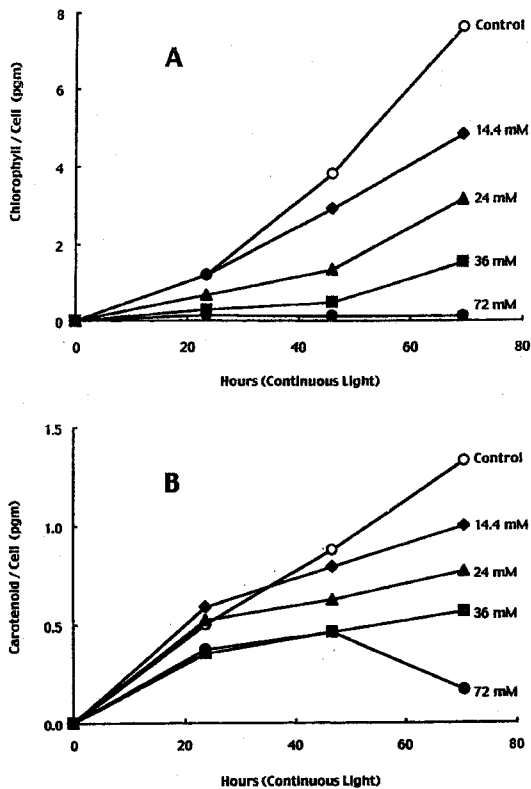 A
Chlorophyll / Cell (pgm)
8
6
4
2
0
Control
14.4 mM
24 mM
36 mM
72 mM
0 20 40 60 80
Hours (Continuous Light)
B
Carotenoid / Cell (pgm)
1.5
1.0
0.5
0.0
Control
14.4 mM
24 mM
36 mM
72 mM
0 20 40 60 80
Hours (Continuous Light)